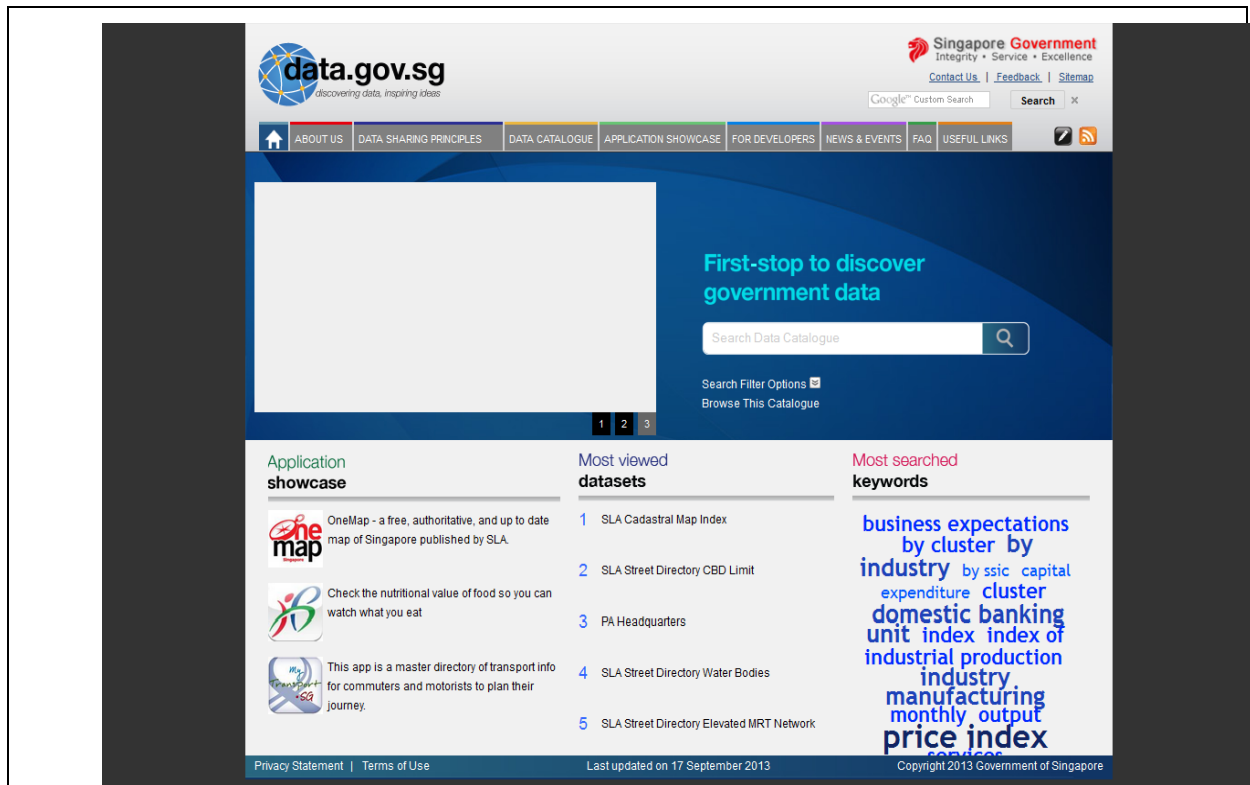 data.gov.sg
discovering data, inspiring ideas
Singapore Government
Integrity • Service • Excellence
Contact Us | Feedback | Sitemap
Google™ Custom Search Search ×
ABOUT US DATA SHARING PRINCIPLES DATA CATALOGUE APPLICATION SHOWCASE FOR DEVELOPERS NEWS & EVENTS FAQ USEFUL LINKS
First-stop to discover
government data
Search Data Catalogue
Search Filter Options
Browse This Catalogue
1 2 3
Application
showcase
One
map
Singapore
OneMap - a free, authoritative, and up to date
map of Singapore published by SLA.
Check the nutritional value of food so you can
watch what you eat
My
Transport
.SG
This app is a master directory of transport info
for commuters and motorists to plan their
journey.
Most viewed
datasets
1 SLA Cadastral Map Index
2 SLA Street Directory CBD Limit
3 PA Headquarters
4 SLA Street Directory Water Bodies
5 SLA Street Directory Elevated MRT Network
Most searched
keywords
business expectations
by cluster by
industry by ssic capital
expenditure cluster
domestic banking
unit index index of
industrial production
industry
manufacturing
monthly output
price index
services
Privacy Statement | Terms of Use
Last updated on 17 September 2013
Copyright 2013 Government of Singapore